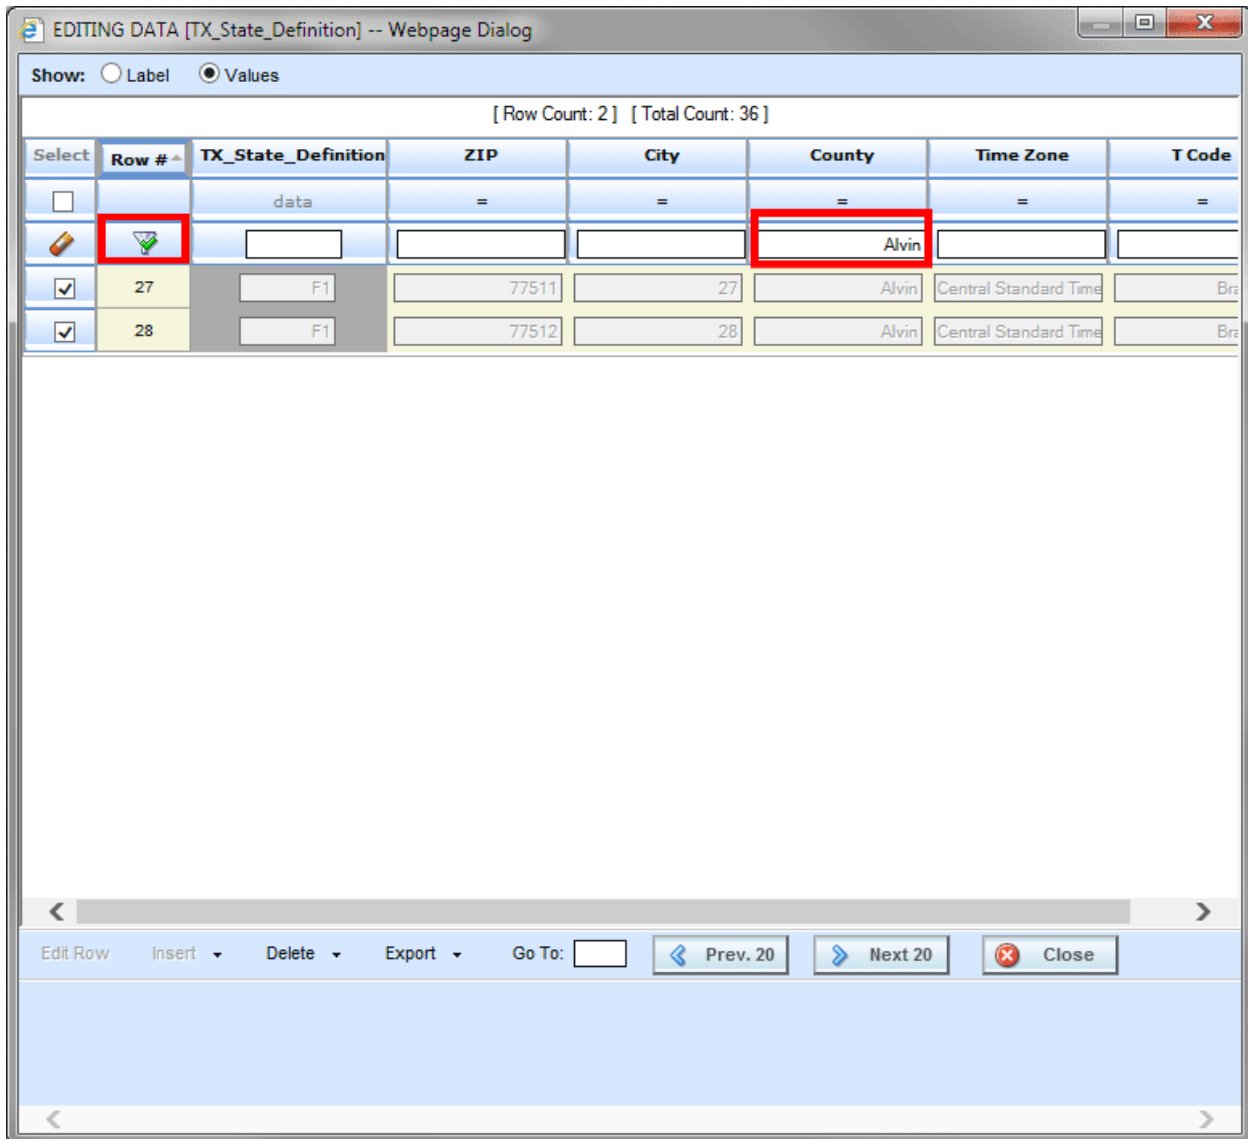 EDITING DATA [TX_State_Definition] -- Webpage Dialog
Show: Label Values
[ Row Count: 2 ] [ Total Count: 36 ]
Select Row # TX_State_Definition ZIP City County Time Zone T Code
data = = = = =
Alvin
27 F1 77511 27 Alvin Central Standard Time Bra
28 F1 77512 28 Alvin Central Standard Time Bra
Edit Row Insert Delete Export Go To: Prev. 20 Next 20 Close